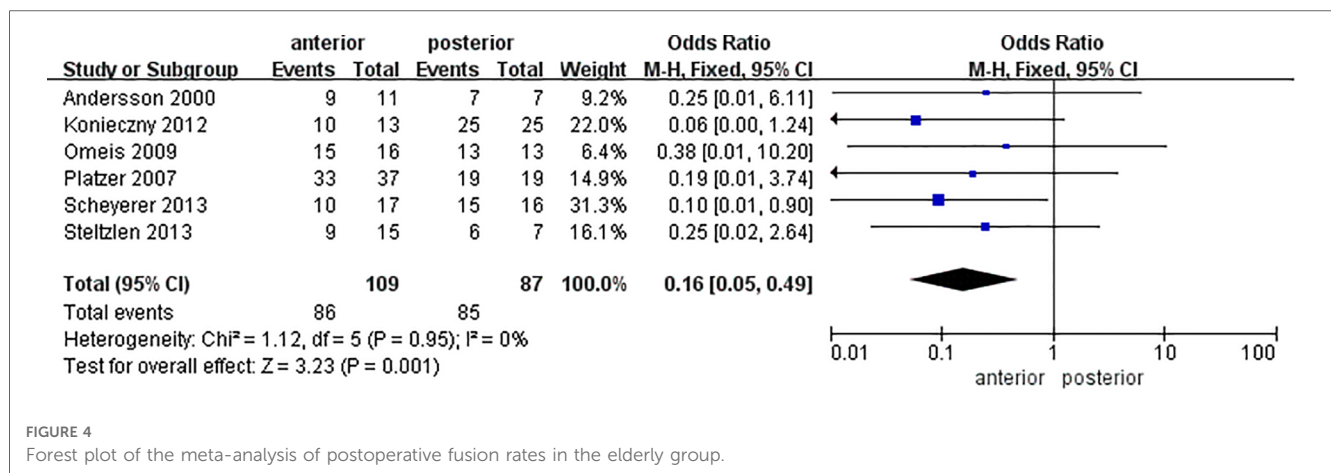 anterior posterior Odds Ratio Odds Ratio
Study or Subgroup Events Total Events Total Weight M-H, Fixed, 95% CI M-H, Fixed, 95% CI
Andersson 2000 9 11 7 7 9.2% 0.25 [0.01, 6.11]
Konieczny 2012 10 13 25 25 22.0% 0.06 [0.00, 1.24]
Omeis 2009 15 16 13 13 6.4% 0.38 [0.01, 10.20]
Platzer 2007 33 37 19 19 14.9% 0.19 [0.01, 3.74]
Scheyerer 2013 10 17 15 16 31.3% 0.10 [0.01, 0.90]
Steltzlen 2013 9 15 6 7 16.1% 0.25 [0.02, 2.64]
Total (95% CI) 109 87 100.0% 0.16 [0.05, 0.49]
Total events 86 85
Heterogeneity: Chi² = 1.12, df = 5 (P = 0.95); I² = 0%
Test for overall effect: Z = 3.23 (P = 0.001)
0.01 0.1 1 10 100
anterior posterior
FIGURE 4
Forest plot of the meta-analysis of postoperative fusion rates in the elderly group.